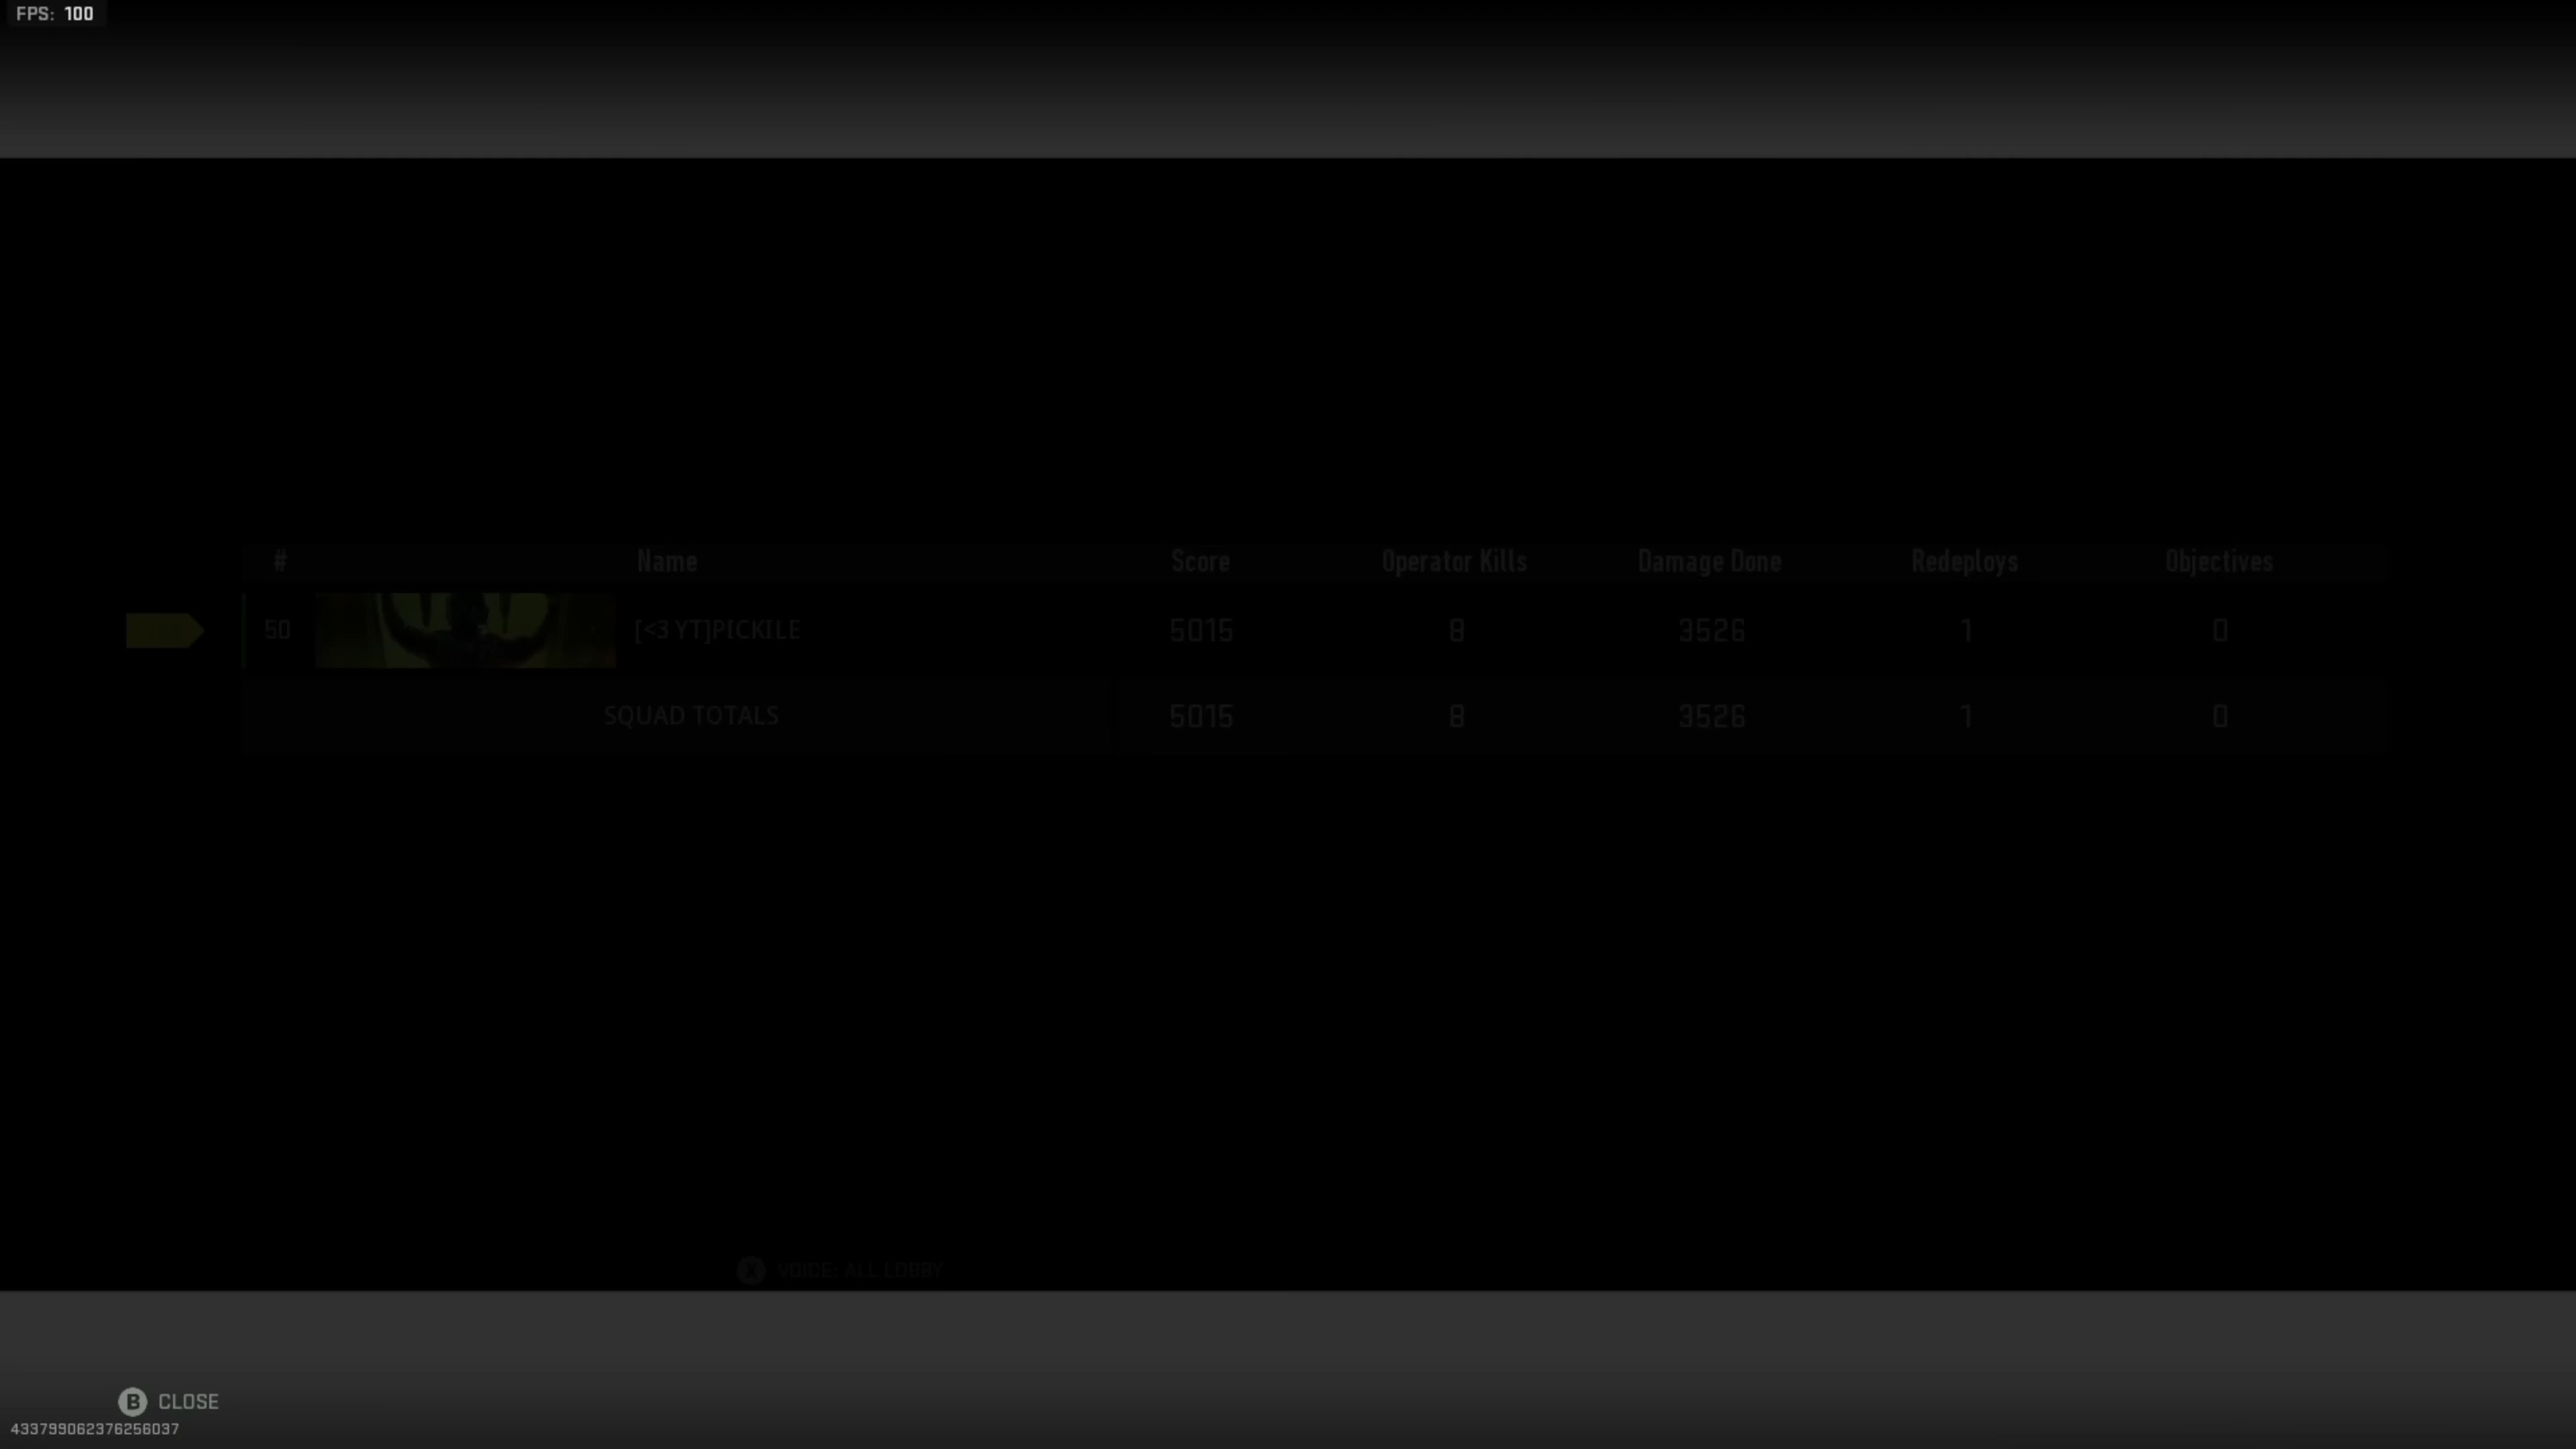 FPS: 100
# Name Score Operator Kills Damage Done Redeploys Objectives
50 [<3 YT]PICKILE 5015 8 3526 1 0
SQUAD TOTALS 5015 8 3526 1 0
X VOICE: ALL LOBBY
B CLOSE
433799062376256037